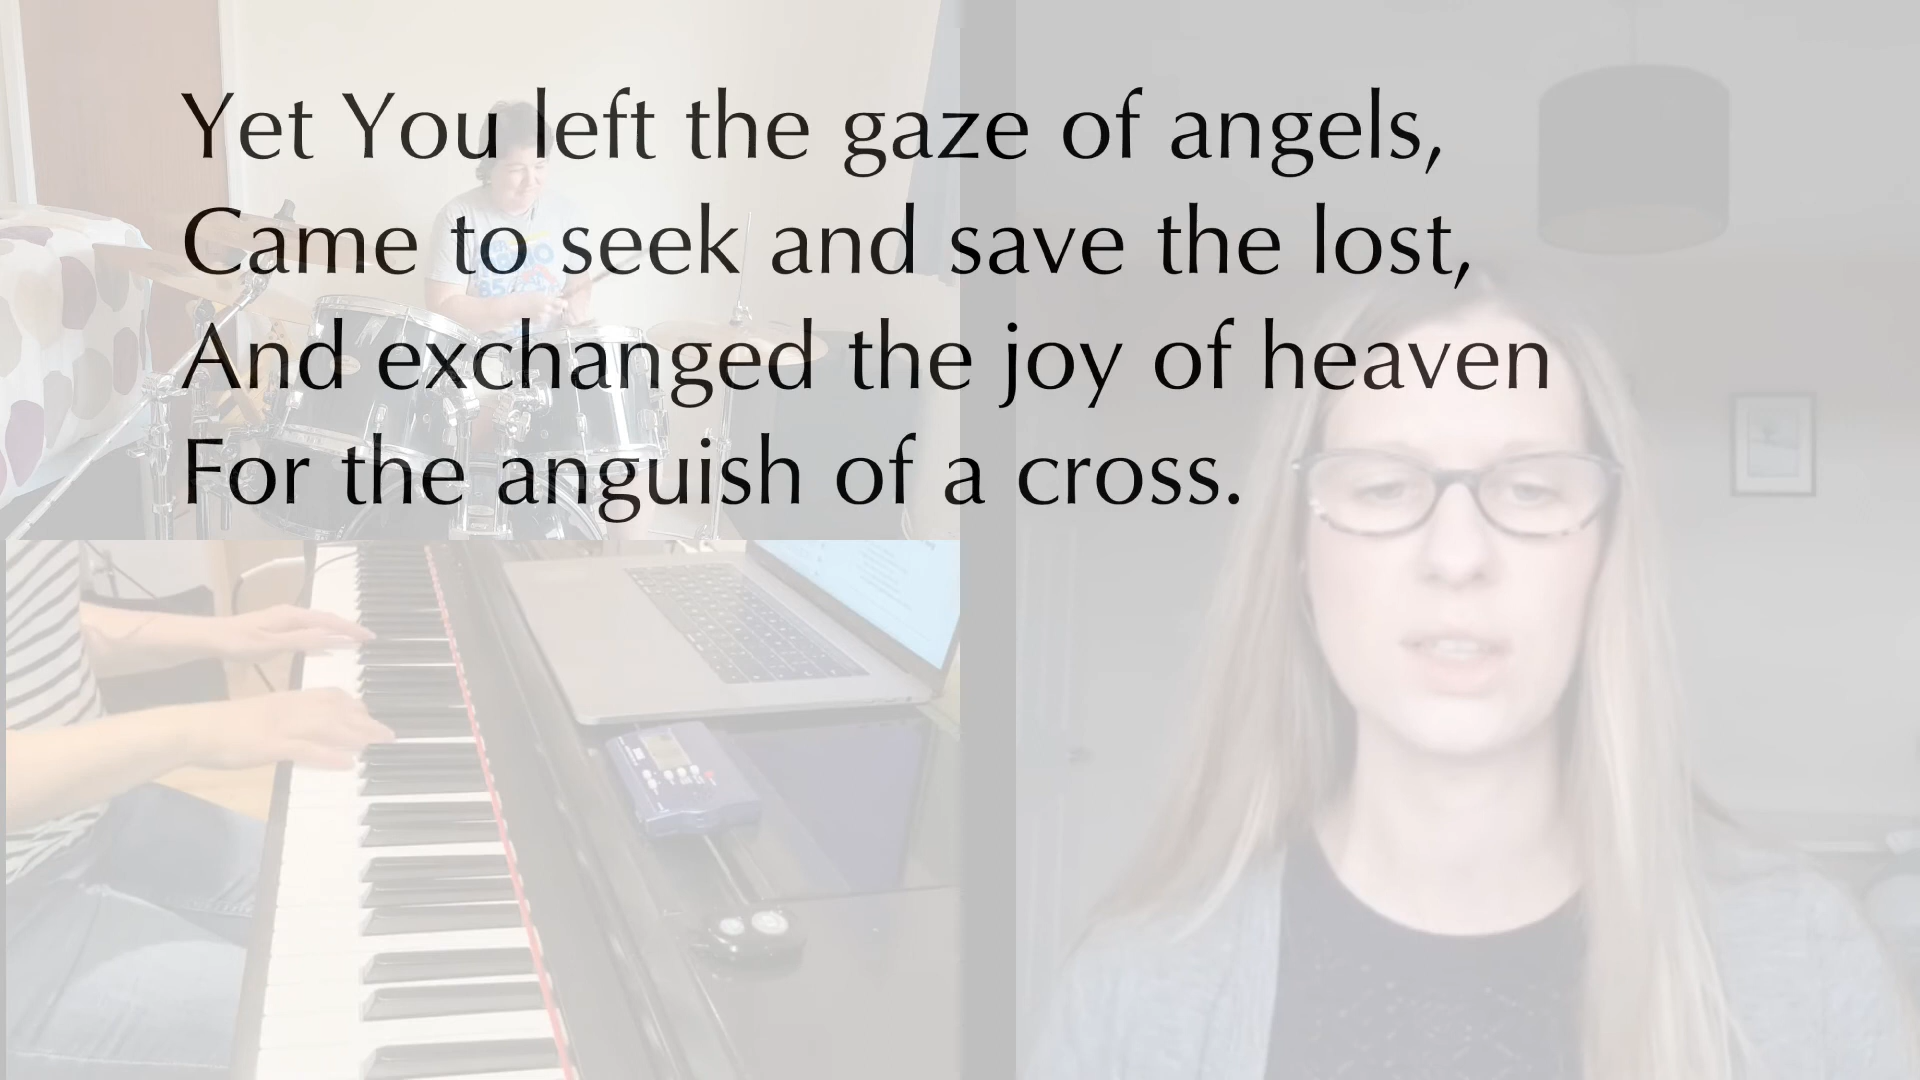 Yet You left the gaze of angels,
Came to seek and save the lost,
And exchanged the joy of heaven
For the anguish of a cross.